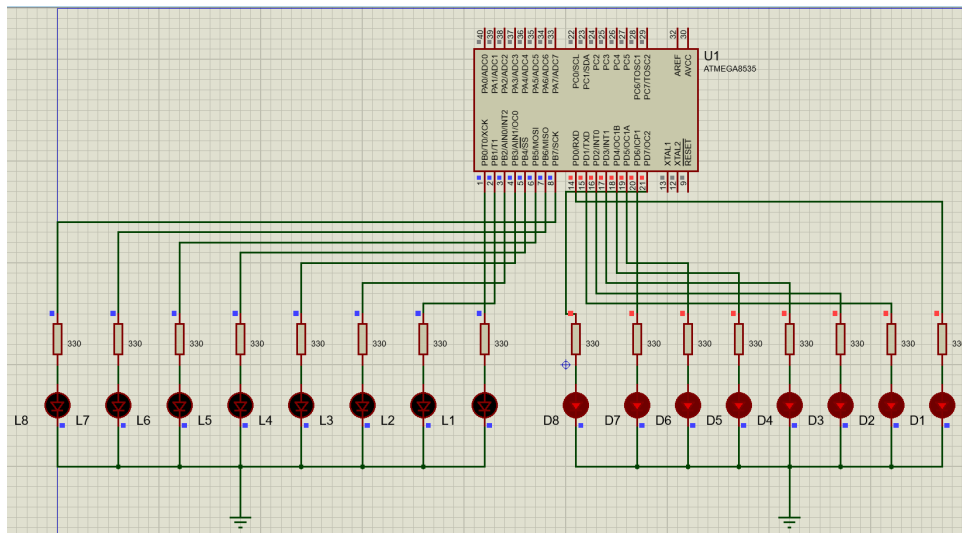 40 39 38 37 36 35 34 33 22 23 24 25 26 27 28 29 32 30
PA0/ADC0 PA1/ADC1 PA2/ADC2 PA3/ADC3 PA4/ADC4 PA5/ADC5 PA6/ADC6 PA7/ADC7 PC0/SCL PC1/SDA PC2 PC3 PC4 PC5 PC6/TOSC1 PC7/TOSC2 AREF AVCC
U1
ATMEGA8535
PB0/T0/XCK PB1/T1 PB2/AIN0/INT2 PB3/AIN1/OC0 PB4/SS PB5/MOSI PB6/MISO PB7/SCK PD0/RXD PD1/TXD PD2/INT0 PD3/INT1 PD4/OC1B PD5/OC1A PD6/ICP1 PD7/OC2 XTAL1 XTAL2 RESET
1 2 3 4 5 6 7 8 14 15 16 17 18 19 20 21 13 12 9
330 330 330 330 330 330 330 330 330 330 330 330 330 330 330 330
L8 L7 L6 L5 L4 L3 L2 L1 D8 D7 D6 D5 D4 D3 D2 D1